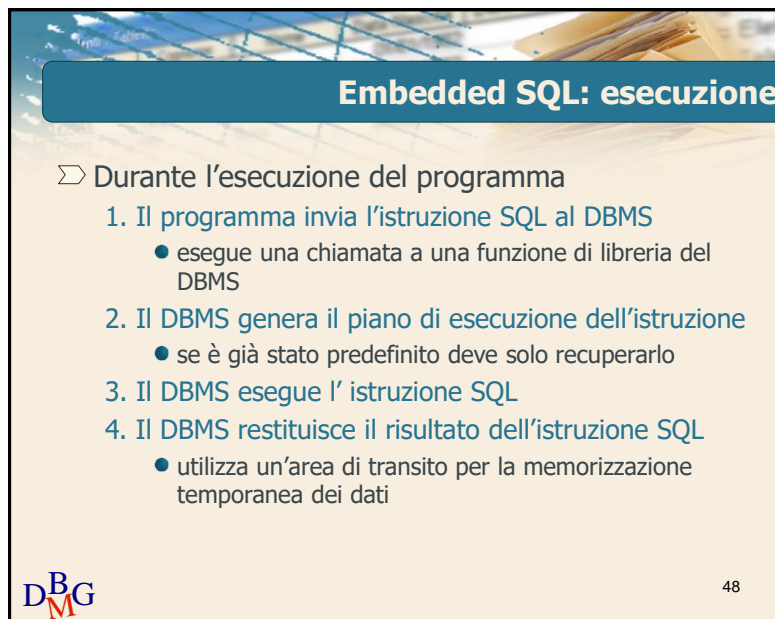 Embedded SQL: esecuzione
Durante l'esecuzione del programma
1. Il programma invia l'istruzione SQL al DBMS
esegue una chiamata a una funzione di libreria del
DBMS
2. Il DBMS genera il piano di esecuzione dell'istruzione
se è già stato predefinito deve solo recuperarlo
3. Il DBMS esegue l' istruzione SQL
4. Il DBMS restituisce il risultato dell'istruzione SQL
utilizza un'area di transito per la memorizzazione
temporanea dei dati
DBMG
48